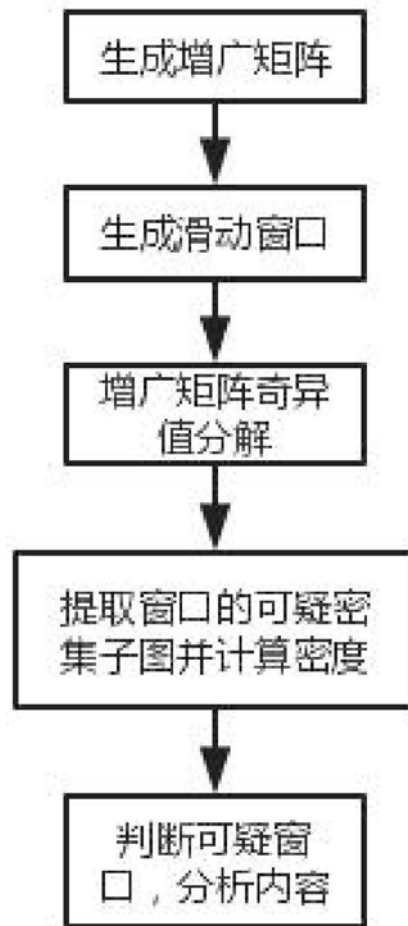 生成增广矩阵
生成滑动窗口
增广矩阵奇异
值分解
提取窗口的可疑密
集子图并计算密度
判断可疑窗
口，分析内容